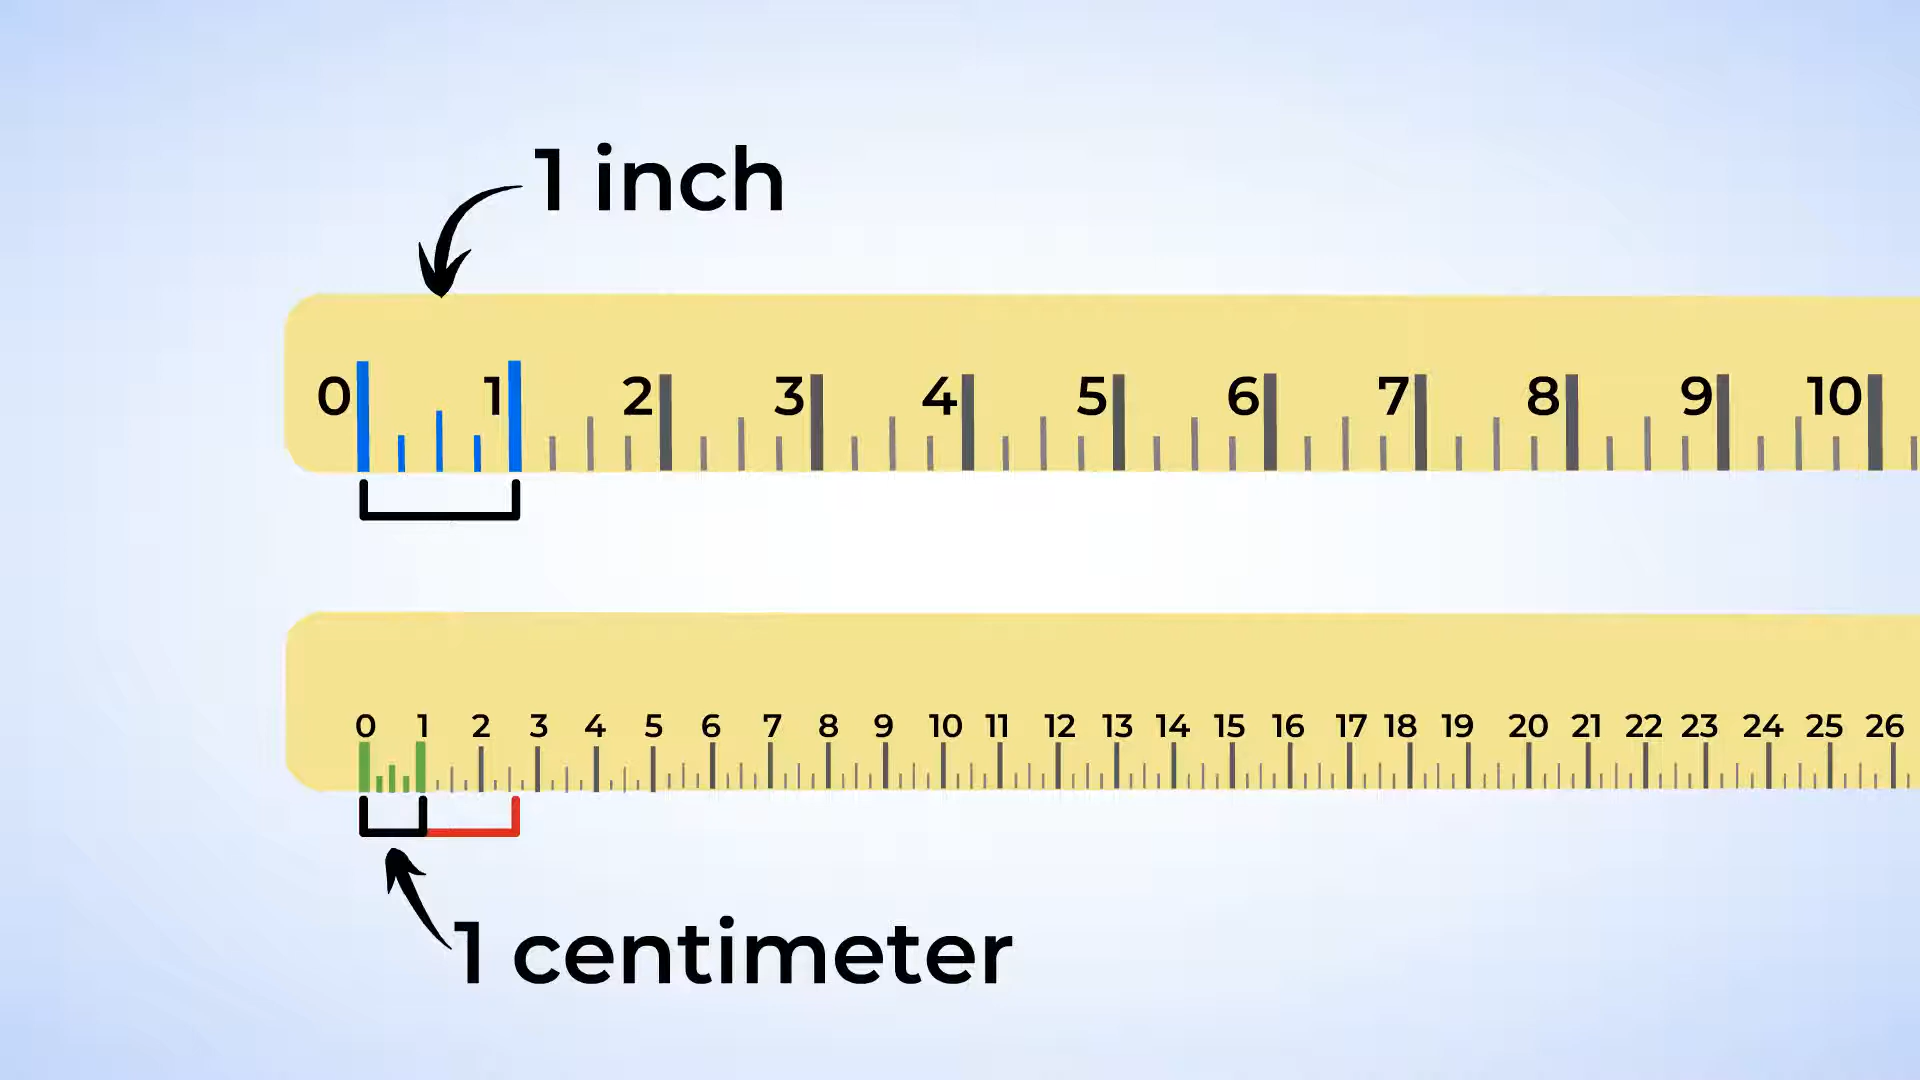 1 inch
0 1 2 3 4 5 6 7 8 9 10
0 1 2 3 4 5 6 7 8 9 10 11 12 13 14 15 16 17 18 19 20 21 22 23 24 25 26
1 centimeter